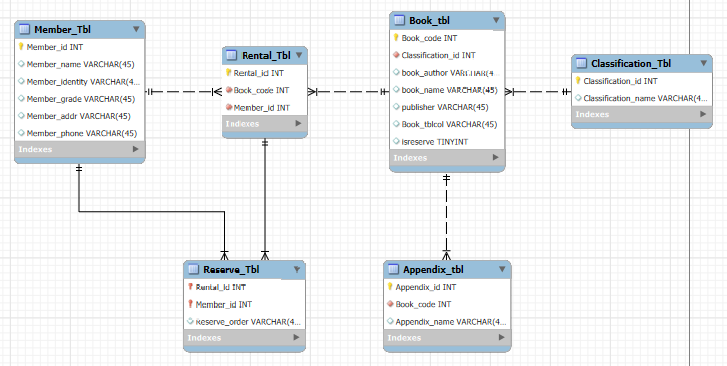 Member_Tbl
Member_id INT
Member_name VARCHAR(45)
Member_identity VARCHAR(4...
Member_grade VARCHAR(45)
Member_addr VARCHAR(45)
Member_phone VARCHAR(45)
Indexes
Rental_Tbl
Rental_id INT
Book_code INT
Member_id INT
Indexes
Book_tbl
Book_code INT
Classification_id INT
book_author VARCHAR(4...
book_name VARCHAR(45)
publisher VARCHAR(45)
Book_tblcol VARCHAR(45)
isreserve TINYINT
Indexes
Classification_Tbl
Classification_id INT
Classification_name VARCHAR(4...
Indexes
Reserve_Tbl
Rental_id INT
Member_id INT
Reserve_order VARCHAR(4...
Indexes
Appendix_tbl
Appendix_id INT
Book_code INT
Appendix_name VARCHAR(4...
Indexes